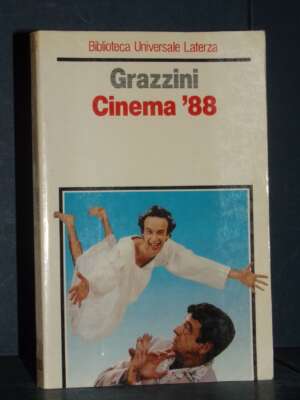 Biblioteca Universale Laterza
Grazzini
Cinema '88